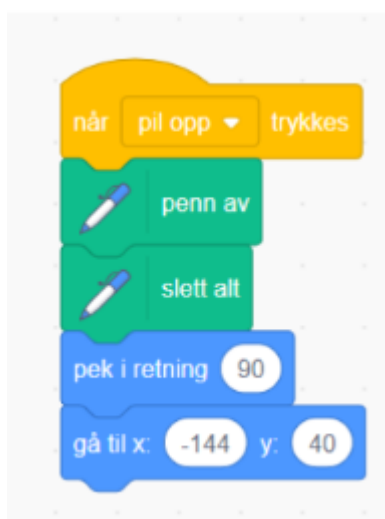 når pil opp trykkes
penn av
slett alt
pek i retning 90
gå til x: -144 y: 40